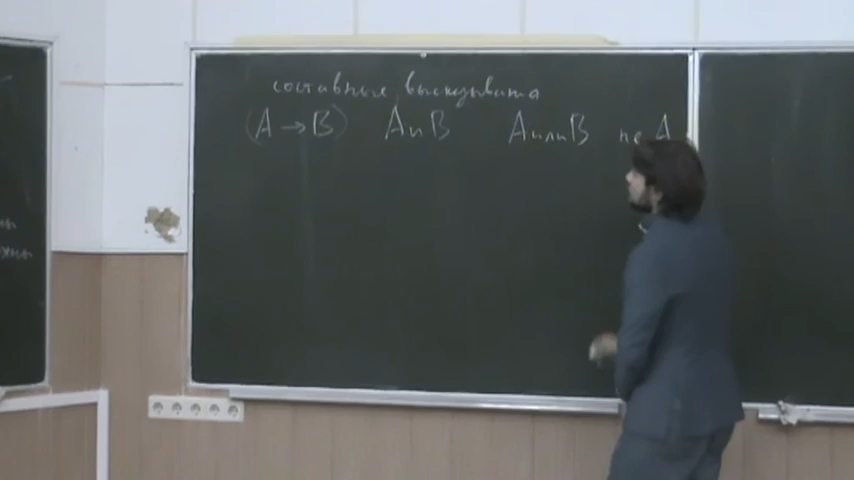 составные высказывания
(A → B) A и B A или B не A